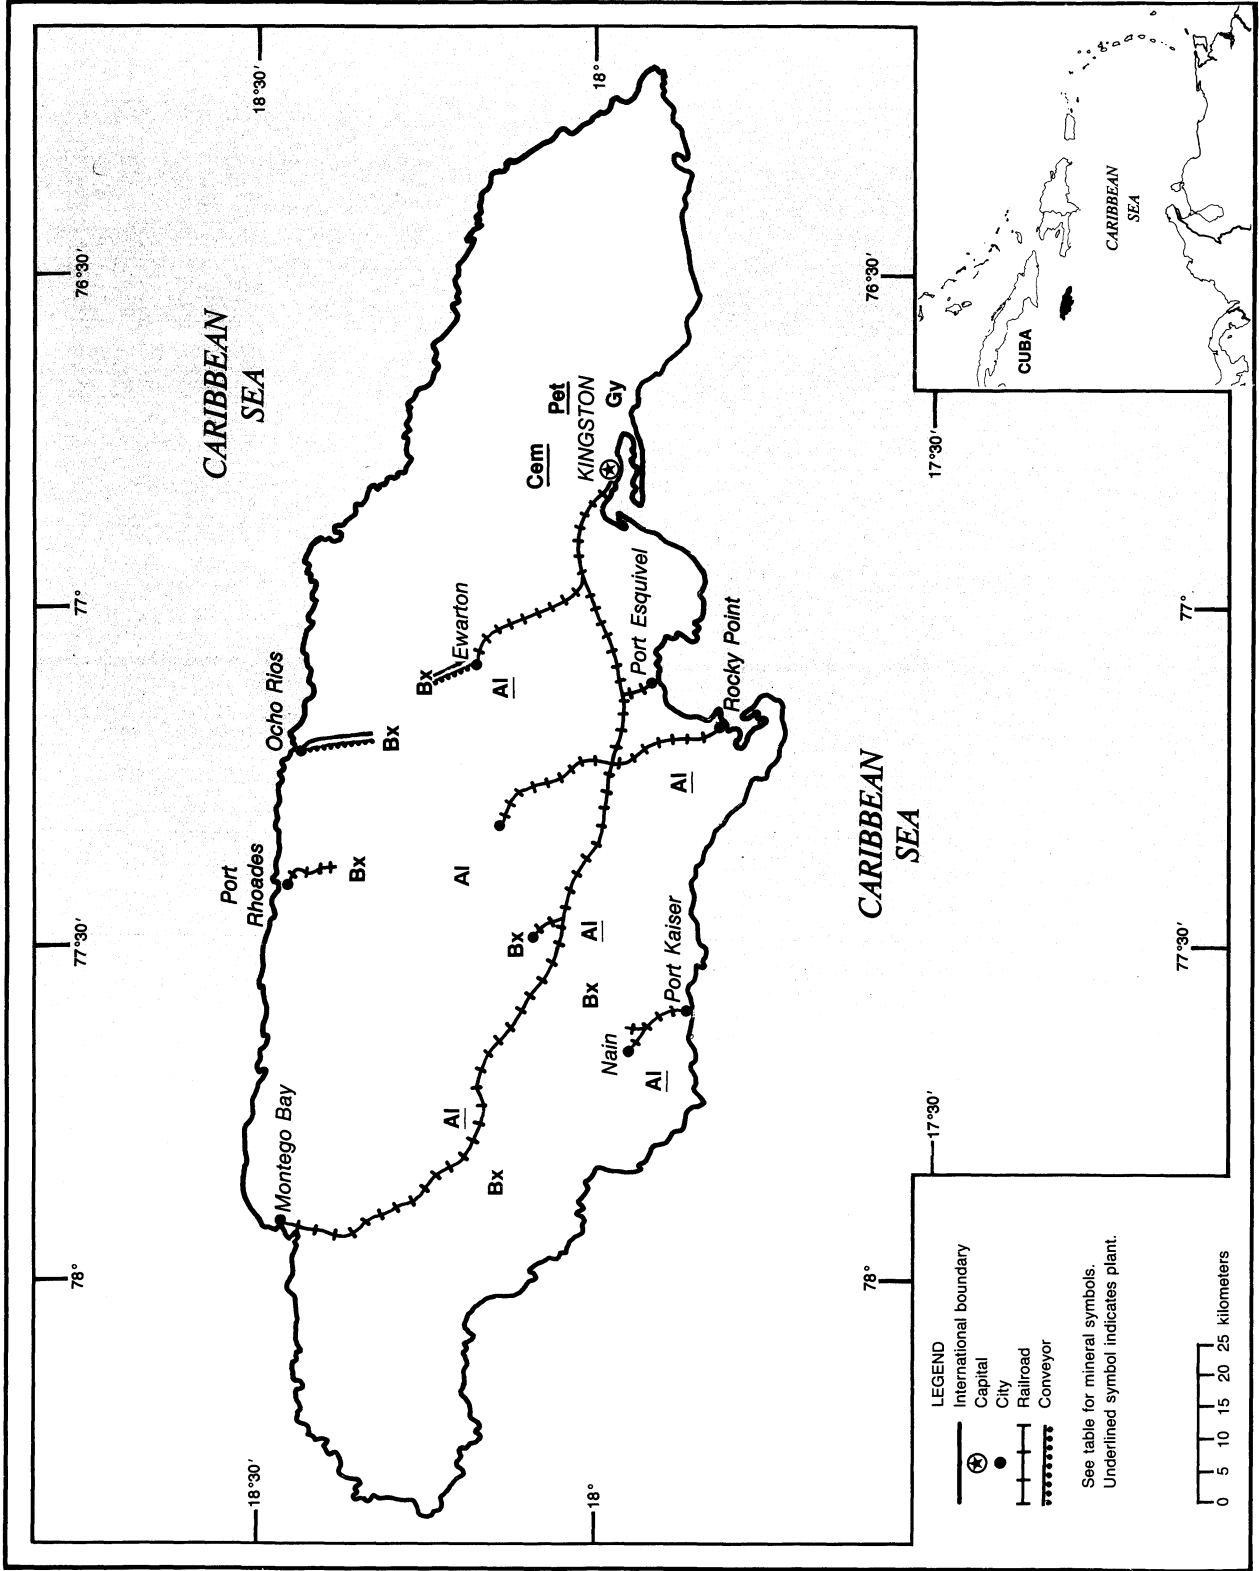 78°
77°30′
77°
76°30′
CARIBBEAN
SEA
18°30′
18°30′
Montego Bay
Port
Rhoades
Ocho Rios
Bx
Bx
Bx
Ewarton
Al
Al
Al
Bx
Bx
Al
Bx
Cem
Pet
KINGSTON
Gy
18°
18°
Nain
Al
Port Kaiser
Al
Port Esquivel
Rocky Point
CARIBBEAN
SEA
78°
76°30′
17°30′
17°30′
77°30′
77°
LEGEND
International boundary
Capital
City
Railroad
Conveyor
See table for mineral symbols.
Underlined symbol indicates plant.
0 5 10 15 20 25 kilometers
CUBA
CARIBBEAN
SEA